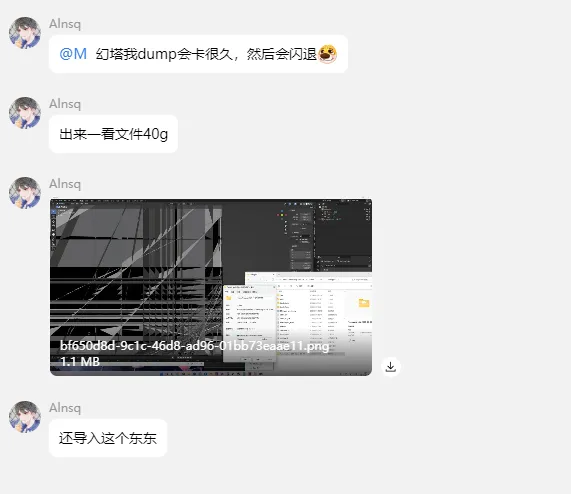 Alnsq
@M 幻塔我dump会卡很久，然后会闪退
Alnsq
出来一看文件40g
Alnsq
bf650d8d-9c1c-46d8-ad96-01bb73eaae11.png
1.1 MB
Alnsq
还导入这个东东